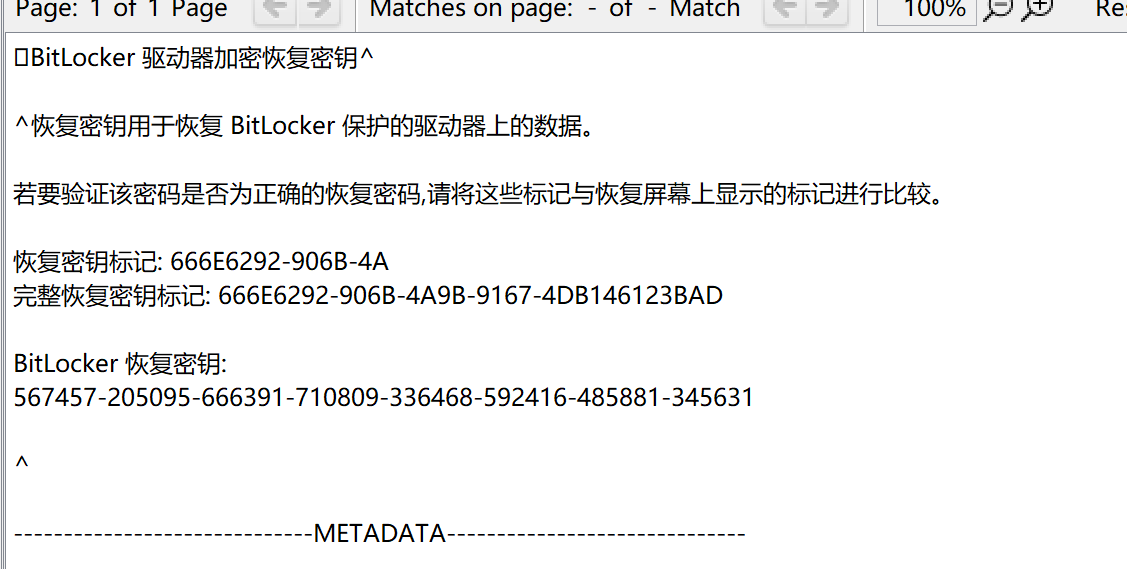 Page: 1 of 1 Page Matches on page: - of - Match 100% Res
BitLocker 驱动器加密恢复密钥^
^恢复密钥用于恢复 BitLocker 保护的驱动器上的数据。
若要验证该密码是否为正确的恢复密码,请将这些标记与恢复屏幕上显示的标记进行比较。
恢复密钥标记: 666E6292-906B-4A
完整恢复密钥标记: 666E6292-906B-4A9B-9167-4DB146123BAD
BitLocker 恢复密钥:
567457-205095-666391-710809-336468-592416-485881-345631
^
------------------------------METADATA------------------------------